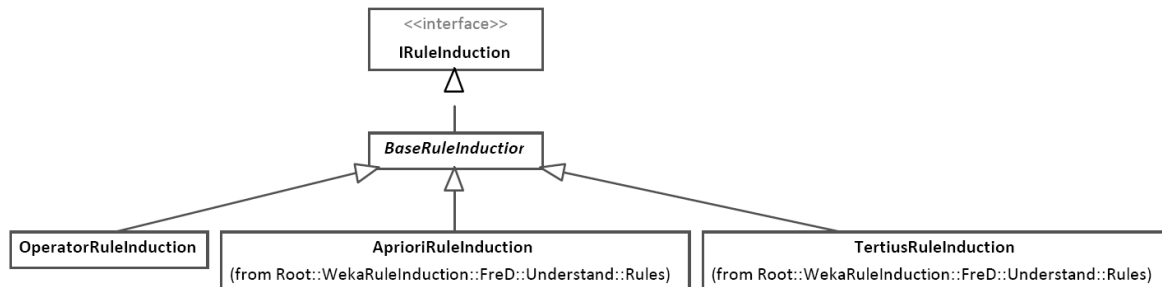 <<interface>>
IRuleInduction
BaseRuleInductior
OperatorRuleInduction
AprioriRuleInduction
(from Root::WekaRuleInduction::FreD::Understand::Rules)
TertiusRuleInduction
(from Root::WekaRuleInduction::FreD::Understand::Rules)